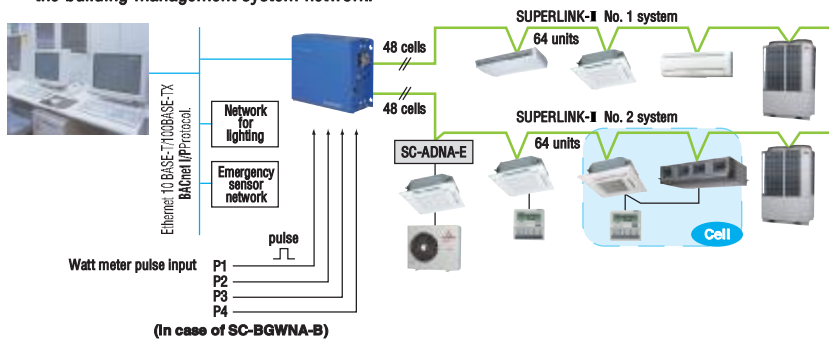 the building management system network.
SUPERLINK-II No. 1 system
48 cells
64 units
48 cells
SUPERLINK-II No. 2 system
64 units
Ethernet 10 BASE-T/100BASE-TX
BACnet I/PProtocol.
Network
for
lighting
Emergency
sensor
network
SC-ADNA-E
Cell
pulse
Watt meter pulse input
P1
P2
P3
P4
(In case of SC-BGWNA-B)